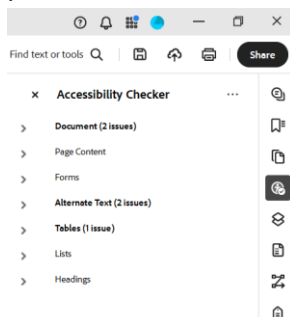 Find text or tools
Share
Accessibility Checker
Document (2 issues)
Page Content
Forms
Alternate Text (2 issues)
Tables (1 issue)
Lists
Headings